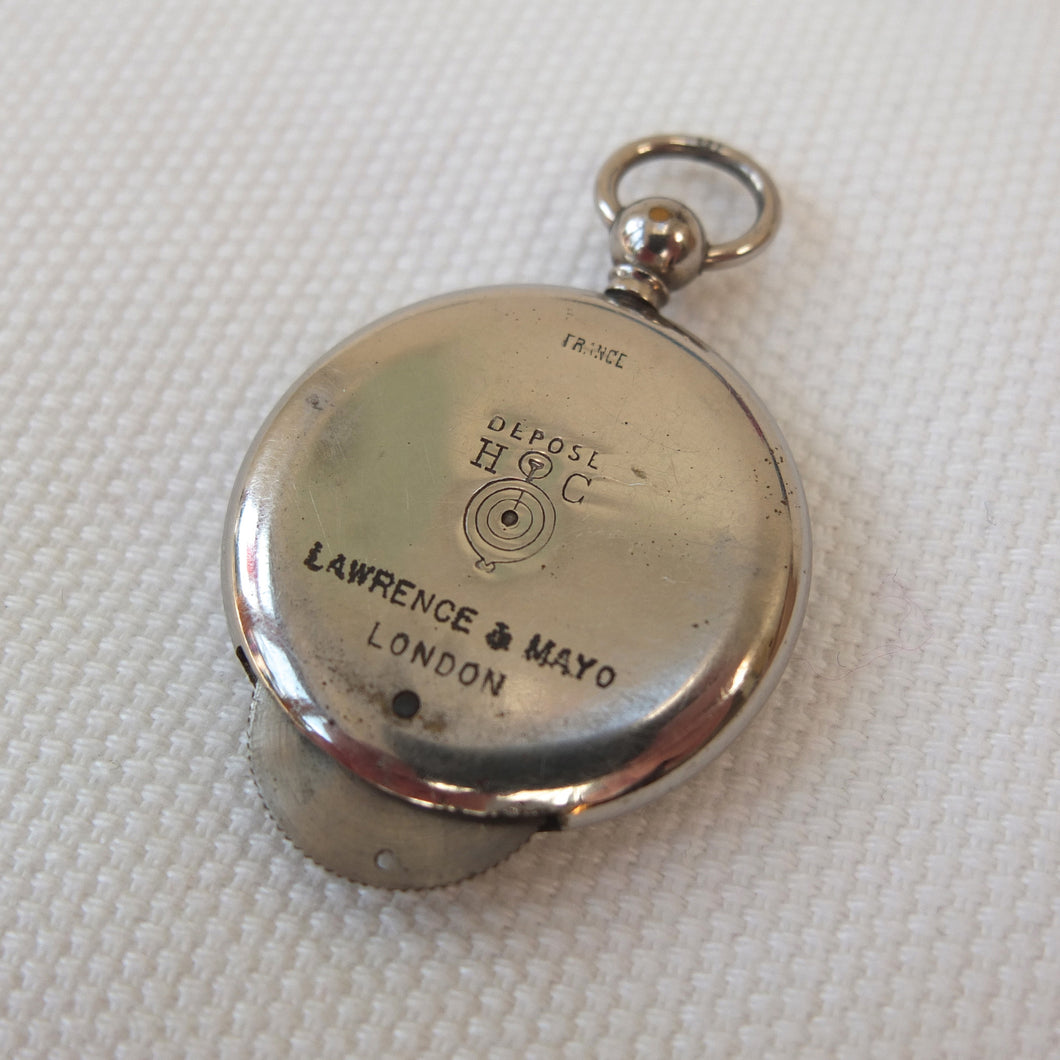 FRANCE
DEPOSE
H C
LAWRENCE & MAYO
LONDON